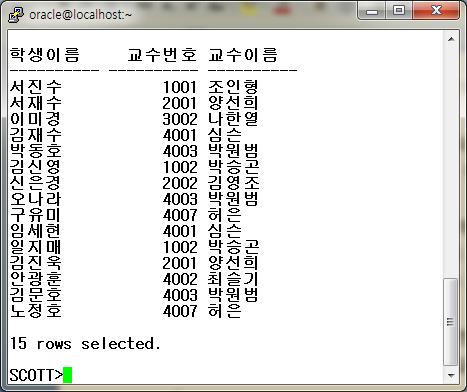 oracle@localhost:~
학생이름 교수번호 교수이름
---------- ---------- ----------
서진수 1001 조인형
서재수 2001 양선희
이미경 3002 나한열
김재수 4001 심슨
박동호 4003 박원범
김신영 1002 박승곤
신은경 2002 김영조
오나라 4003 박원범
구유미 4007 허은
임세현 4001 심슨
일지매 1002 박승곤
김진욱 2001 양선희
안광훈 4002 최슬기
김문호 4003 박원범
노정호 4007 허은
15 rows selected.
SCOTT>